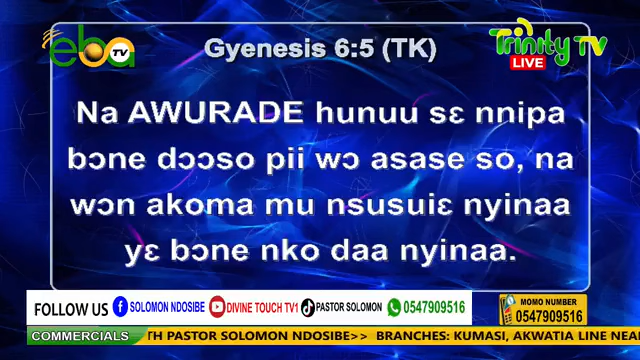 eba TV
Gyenesis 6:5 (TK)
Trinity TV
LIVE
Na AWURADE hunuu sɛ nnipa
bɔne dɔɔso pii wɔ asase so, na
wɔn akoma mu nsusuiɛ nyinaa
yɛ bɔne nko daa nyinaa.
FOLLOW US SOLOMON NDOSIBE DIVINE TOUCH TV1 PASTOR SOLOMON 0547909516
MOMO NUMBER
0547909516
COMMERCIALS TH PASTOR SOLOMON NDOSIBE>> BRANCHES: KUMASI, AKWATIA LINE NEA